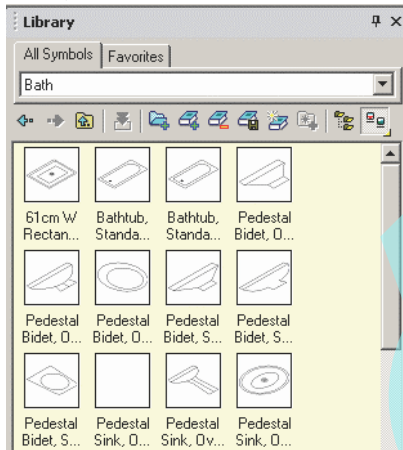 Library
All Symbols Favorites
Bath
61cm W Bathtub, Bathtub, Pedestal
Rectan... Standa... Standa... Bidet, O...
Pedestal Pedestal Pedestal Pedestal
Bidet, O... Bidet, O... Bidet, S... Bidet, S...
Pedestal Pedestal Pedestal Pedestal
Bidet, S... Sink, O... Sink, Ov... Sink, O...